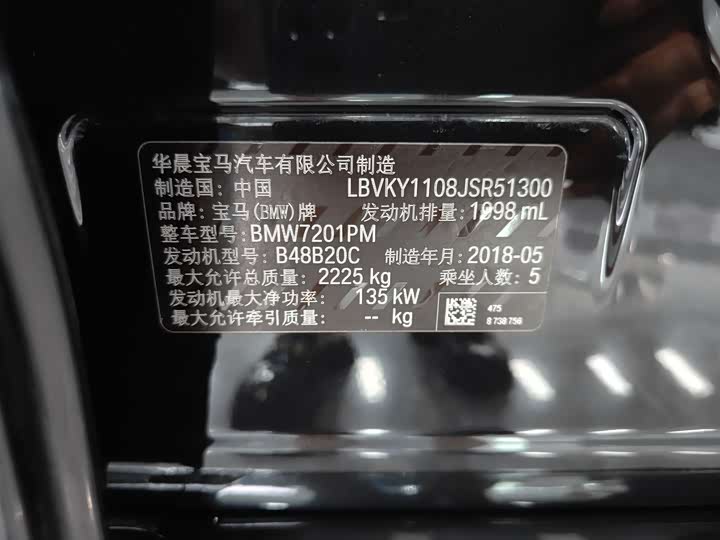 华晨宝马汽车有限公司制造
制造国: 中国 LBVKY1108JSR51300
品牌: 宝马(BMW)牌 发动机排量: 1998 mL
整车型号: BMW7201PM
发动机型号: B48B20C 制造年月: 2018-05
最大允许总质量: 2225 kg 乘坐人数: 5
发动机最大净功率: 135 kW
最大允许牵引质量: -- kg
475
8 738 756